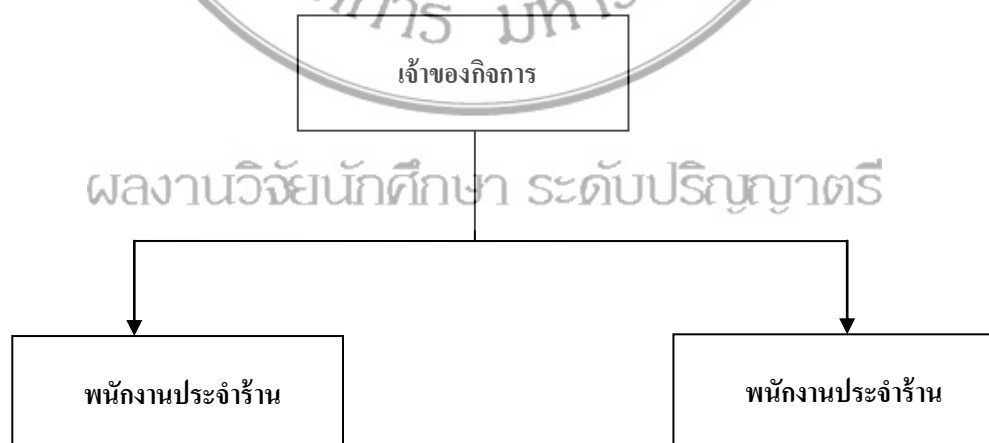 เจ้าของกิจการ
ผลงานวิจัยนักศึกษา ระดับปริญญาตรี
พนักงานประจำร้าน
พนักงานประจำร้าน